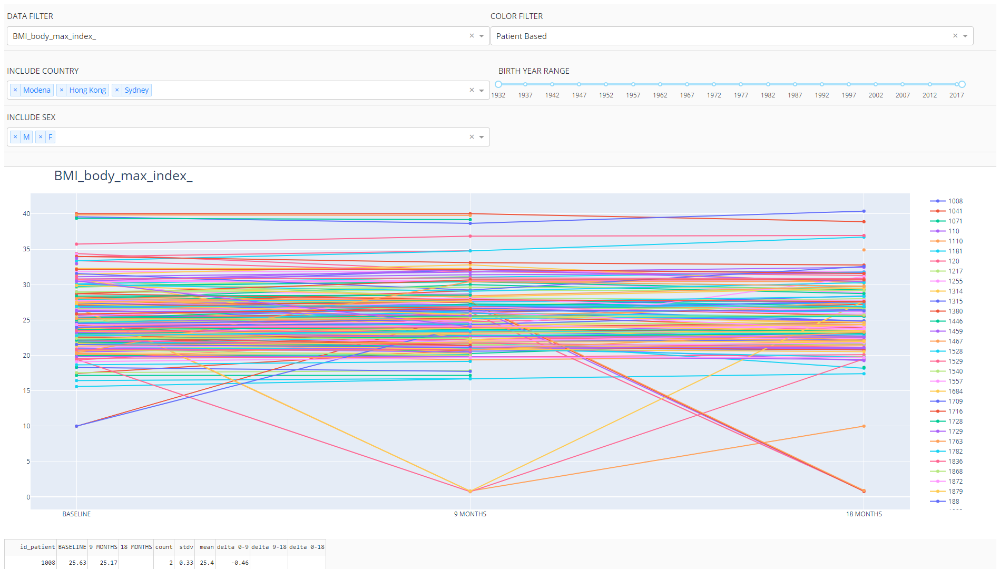 DATA FILTER
COLOR FILTER
BMI_body_max_index_ × 
Patient Based ×
INCLUDE COUNTRY
BIRTH YEAR RANGE
× Modena × Hong Kong × Sydney ×
1932 1937 1942 1947 1952 1957 1962 1967 1972 1977 1982 1987 1992 1997 2002 2007 2012 2017
INCLUDE SEX
× M × F ×
BMI_body_max_index_
40
35
30
25
20
15
10
5
0
BASELINE 9 MONTHS 18 MONTHS
1008
1041
1071
110
1110
1181
120
1217
1255
1314
1315
1380
1446
1459
1467
1528
1529
1540
1557
1684
1709
1716
1728
1729
1763
1782
1836
1868
1872
1879
188
id_patient BASELINE 9 MONTHS 18 MONTHS count stdv mean delta 0-9 delta 9-18 delta 0-18
1008 25.63 25.17 2 0.33 25.4 -0.46